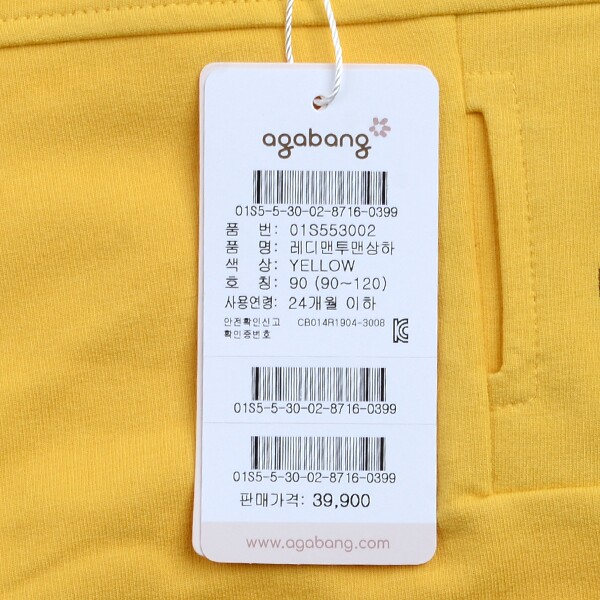 agabang
01S5-5-30-02-8716-0399
품 번: 01S553002
품 명: 레디맨투맨상하
색 상: YELLOW
호 칭: 90 (90~120)
사용연령: 24개월 이하
안전확인신고 CB014R1904-3008
확인증번호
01S5-5-30-02-8716-0399
01S5-5-30-02-8716-0399
판매가격: 39,900
www.agabang.com